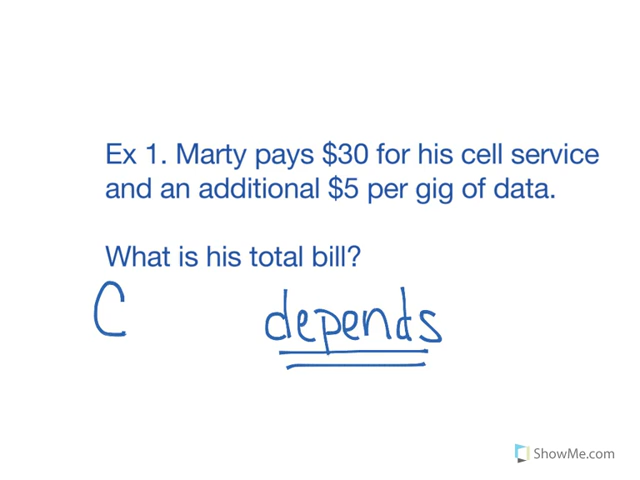 Ex 1. Marty pays $30 for his cell service
and an additional $5 per gig of data.
What is his total bill?
C depends
ShowMe.com